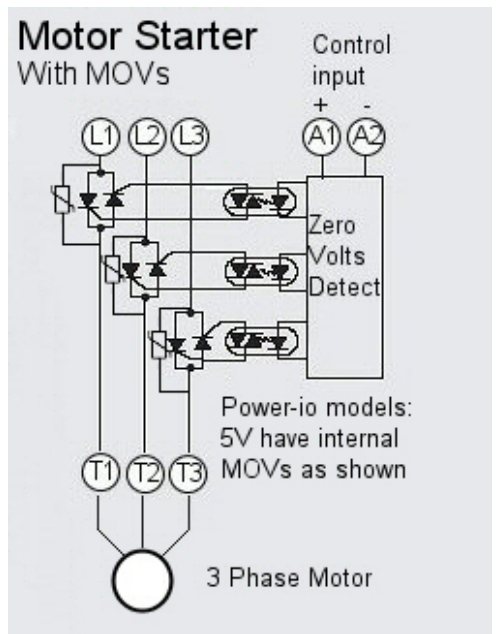 Motor Starter
With MOVs
Control
input
+ -
L1 L2 L3 A1 A2
Zero
Volts
Detect
Power-io models:
5V have internal
MOVs as shown
T1 T2 T3
3 Phase Motor